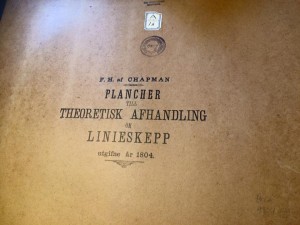 F. H. af CHAPMAN
PLANCHER
TILL
THEORETISK AFHANDLING
OM
LINIESKEPP
utgifne år 1804.